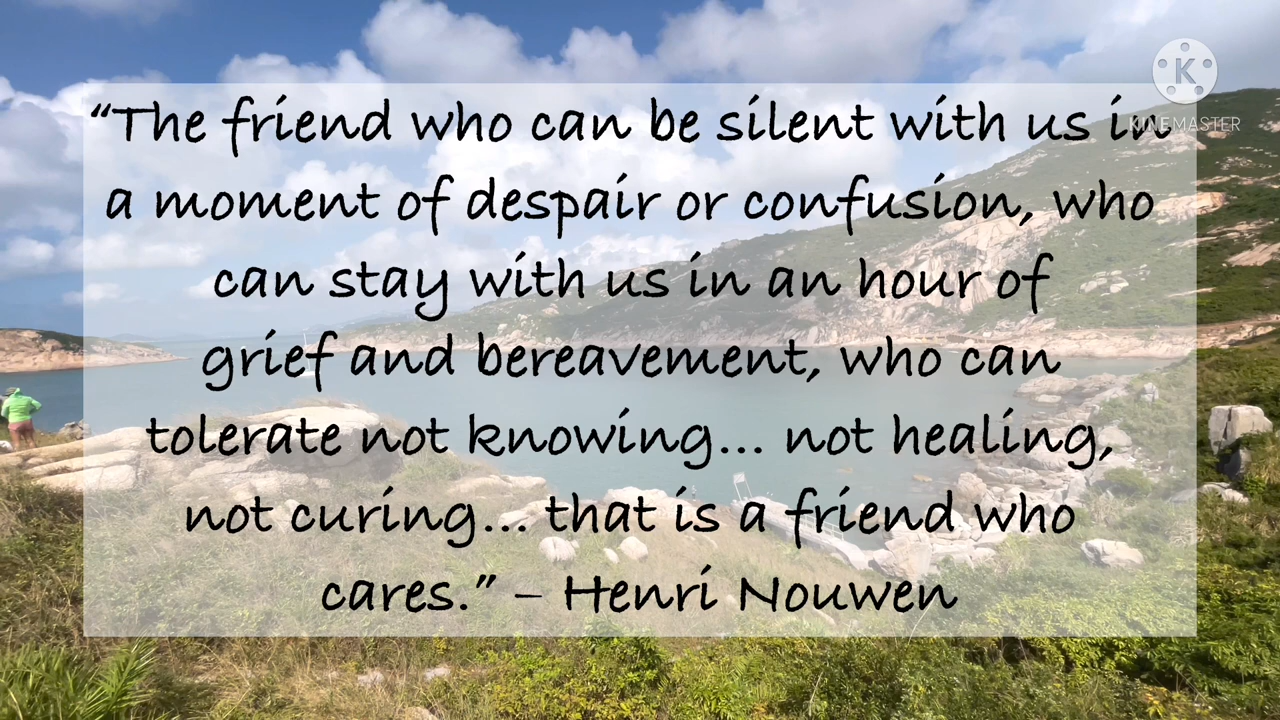 “The friend who can be silent with us in
a moment of despair or confusion, who
can stay with us in an hour of
grief and bereavement, who can
tolerate not knowing... not healing,
not curing... that is a friend who
cares.” – Henri Nouwen
K
KINEMASTER